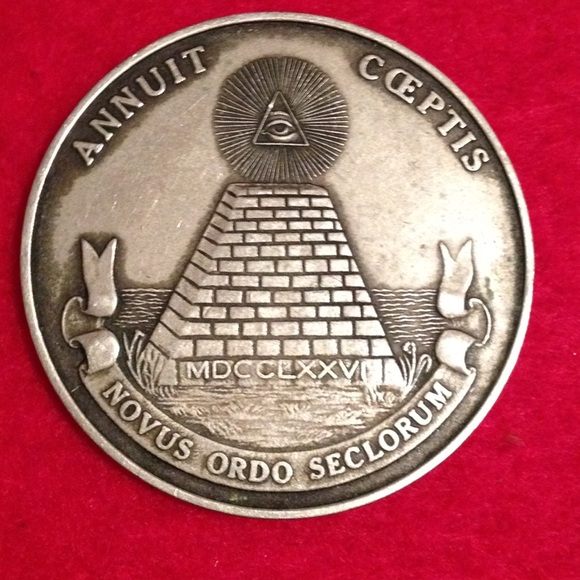 ANNUIT CŒPTIS
MDCCLXXVI
NOVUS ORDO SECLORUM